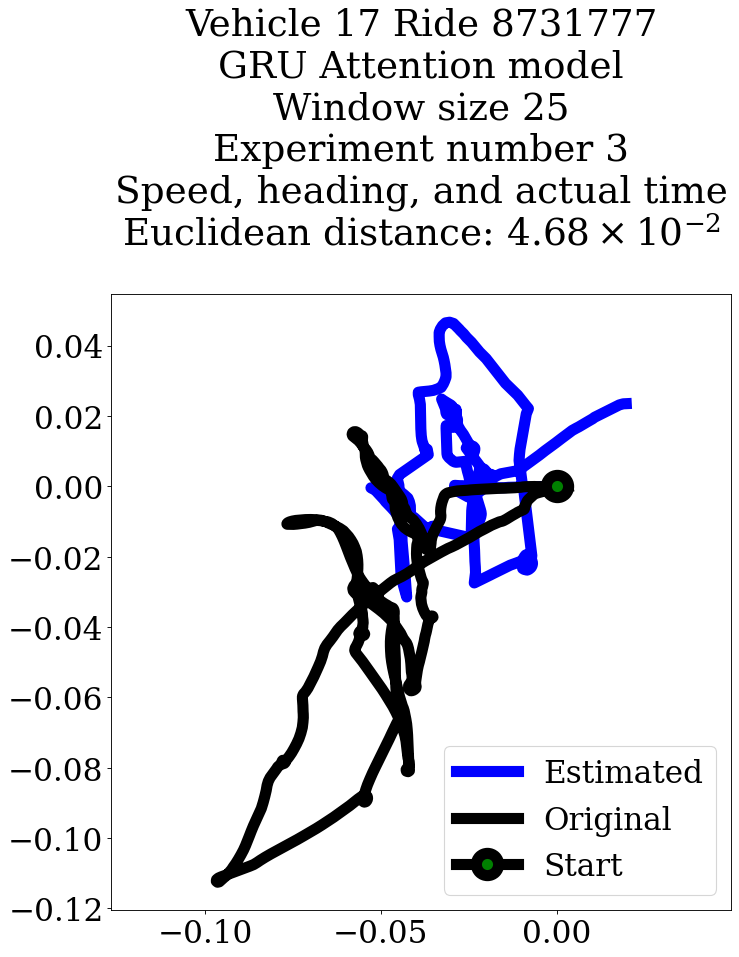 Vehicle 17 Ride 8731777
GRU Attention model
Window size 25
Experiment number 3
Speed, heading, and actual time
Euclidean distance: 4.68 × 10⁻²
0.04
0.02
0.00
−0.02
−0.04
−0.06
−0.08
−0.10
−0.12
Estimated
Original
Start
−0.10 −0.05 0.00